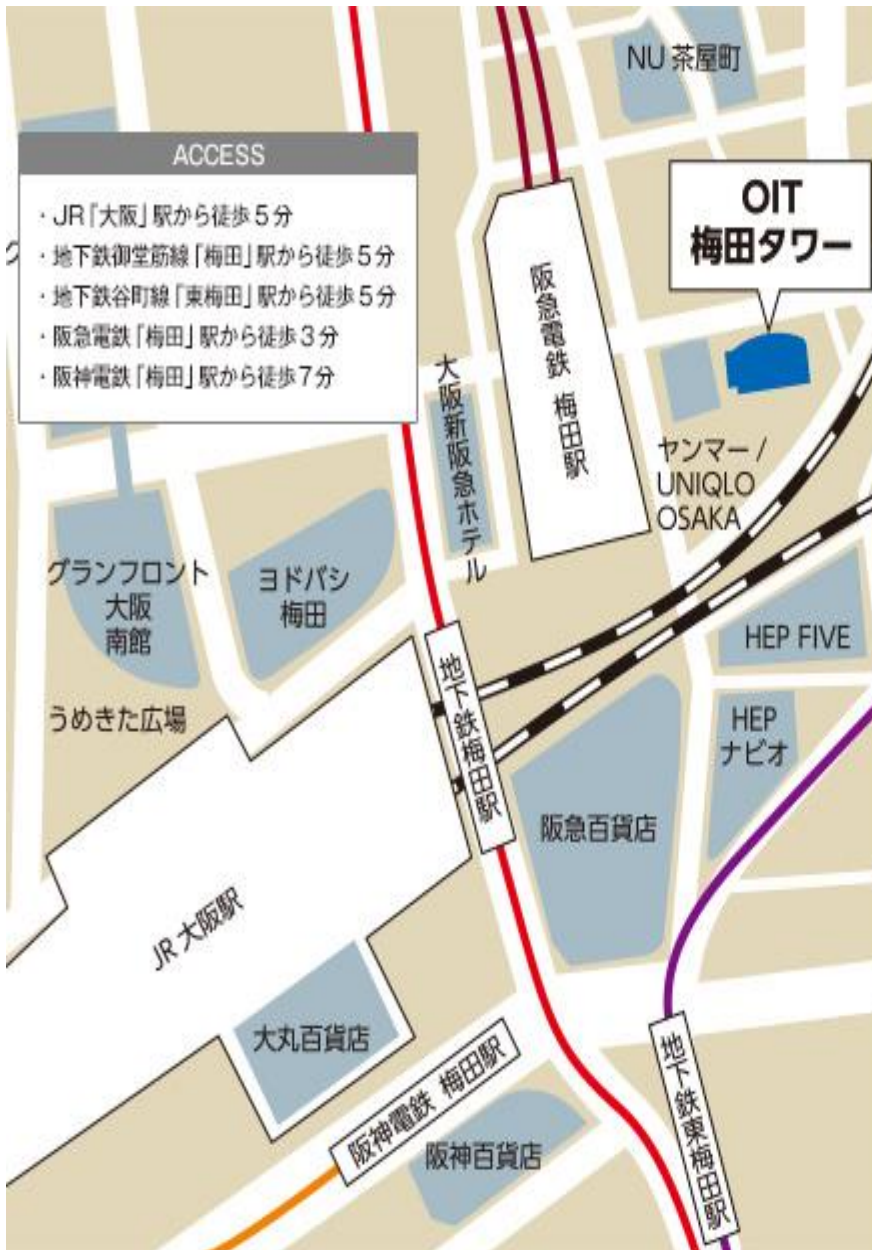 NU 茶屋町
ACCESS
・JR「大阪」駅から徒歩5分
・地下鉄御堂筋線「梅田」駅から徒歩5分
・地下鉄谷町線「東梅田」駅から徒歩5分
・阪急電鉄「梅田」駅から徒歩3分
・阪神電鉄「梅田」駅から徒歩7分
OIT
梅田タワー
阪急電鉄 梅田駅
大阪新阪急ホテル
ヤンマー /
UNIQLO
OSAKA
グランフロント
大阪
南館
ヨドバシ
梅田
うめきた広場
地下鉄梅田駅
HEP FIVE
HEP
ナビオ
阪急百貨店
JR 大阪駅
大丸百貨店
阪神電鉄 梅田駅
阪神百貨店
地下鉄東梅田駅